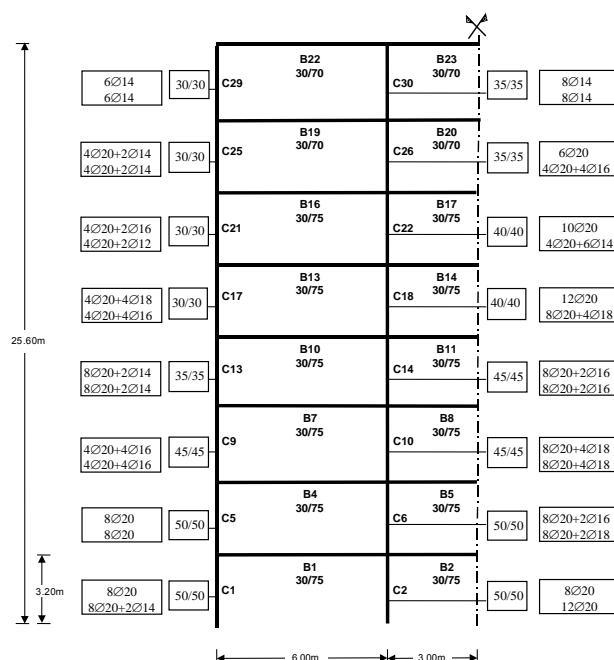 B22
B23
30/70
30/70
6Ø14
6Ø14
30/30
C29
C30
35/35
8Ø14
8Ø14
B19
B20
30/70
30/70
4Ø20+2Ø14
4Ø20+2Ø14
30/30
C25
C26
35/35
6Ø20
4Ø20+4Ø16
B16
B17
30/75
30/75
4Ø20+2Ø16
4Ø20+2Ø12
30/30
C21
C22
40/40
10Ø20
4Ø20+6Ø14
B13
B14
30/75
30/75
4Ø20+4Ø18
4Ø20+4Ø16
30/30
C17
C18
40/40
12Ø20
8Ø20+4Ø18
25.60m
B10
B11
30/75
30/75
8Ø20+2Ø14
8Ø20+2Ø14
35/35
C13
C14
45/45
8Ø20+2Ø16
8Ø20+2Ø16
B7
B8
30/75
30/75
4Ø20+4Ø16
4Ø20+4Ø16
45/45
C9
C10
45/45
8Ø20+4Ø18
8Ø20+4Ø18
B4
B5
30/75
30/75
8Ø20
8Ø20
50/50
C5
C6
50/50
8Ø20+2Ø16
8Ø20+2Ø18
B1
B2
30/75
30/75
3.20m
8Ø20
8Ø20+2Ø14
50/50
C1
C2
50/50
8Ø20
12Ø20
6.00m
3.00m